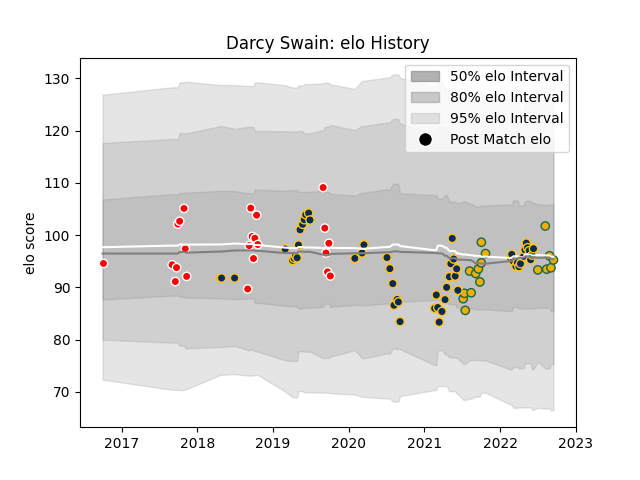 Darcy Swain: elo History
50% elo Interval
80% elo Interval
95% elo Interval
Post Match elo
elo score
130
120
110
100
90
80
70
2017
2018
2019
2020
2021
2022
2023